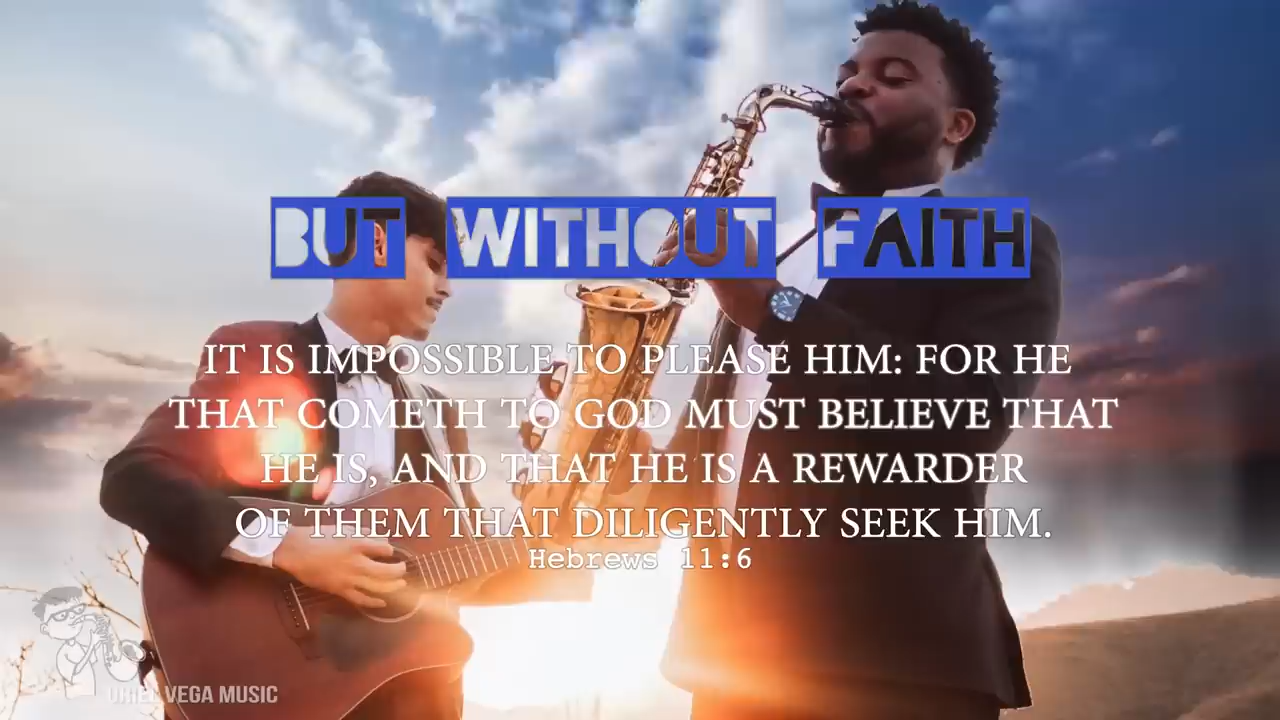 BUT WITHOUT FAITH
IT IS IMPOSSIBLE TO PLEASE HIM: FOR HE
THAT COMETH TO GOD MUST BELIEVE THAT
HE IS, AND THAT HE IS A REWARDER
OF THEM THAT DILIGENTLY SEEK HIM.
Hebrews 11:6
URIEL VEGA MUSIC